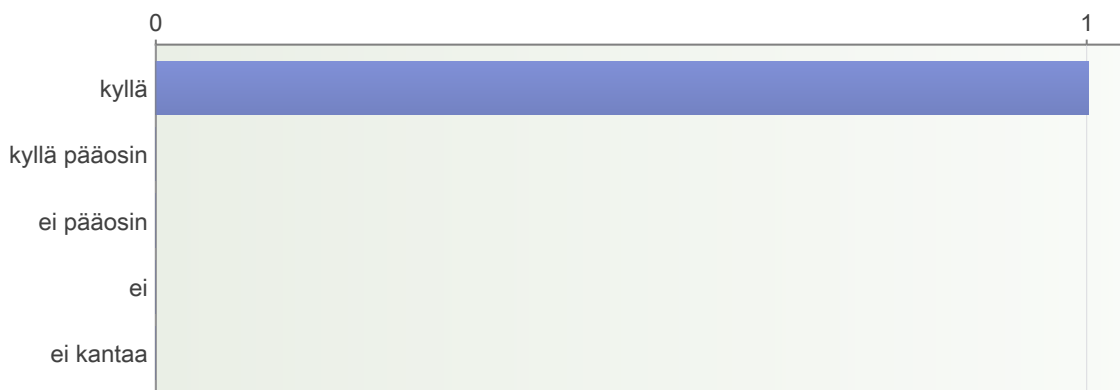 0 1
kyllä
kyllä pääosin
ei pääosin
ei
ei kantaa